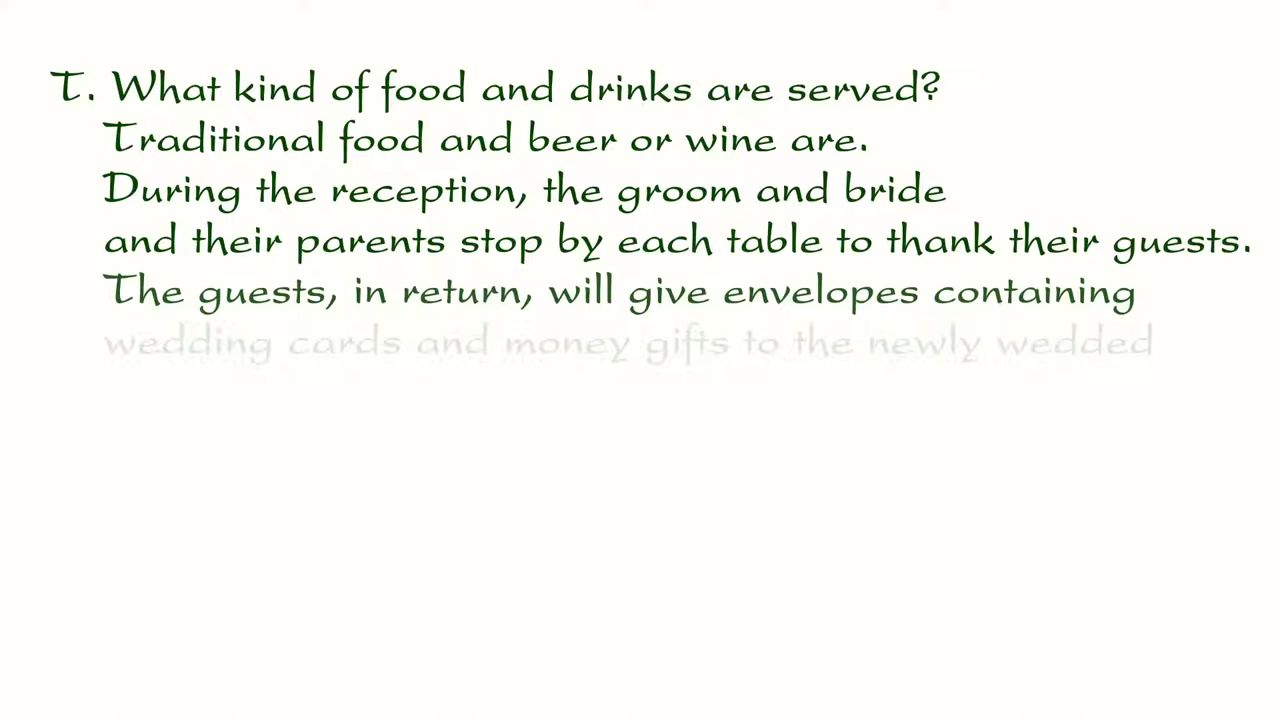 T. What kind of food and drinks are served?
Traditional food and beer or wine are.
During the reception, the groom and bride
and their parents stop by each table to thank their guests.
The guests, in return, will give envelopes containing
wedding cards and money gifts to the newly wedded